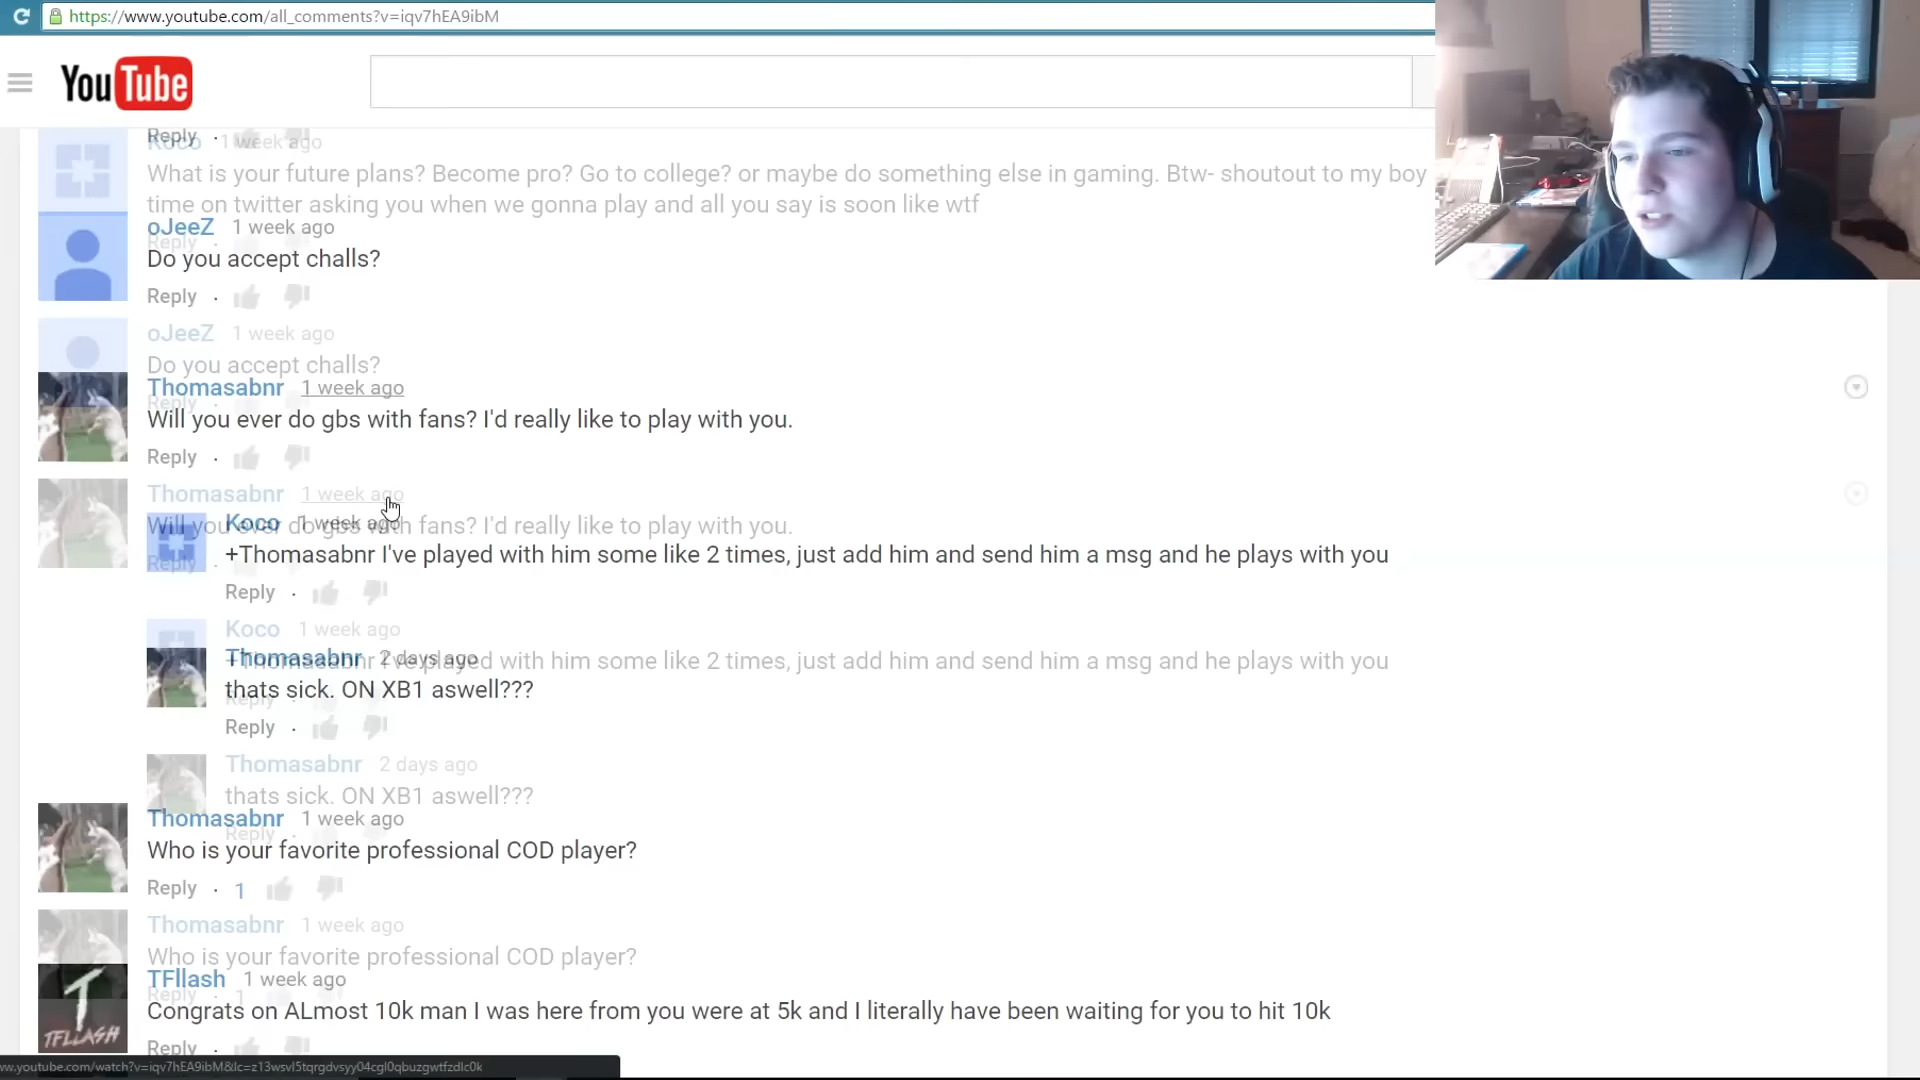 https://www.youtube.com/all_comments?v=iqv7hEA9ibM
YouTube
Reply ·
Koco 1 week ago
What is your future plans? Become pro? Go to college? or maybe do something else in gaming. Btw- shoutout to my boy
time on twitter asking you when we gonna play and all you say is soon like wtf
oJeeZ 1 week ago
Reply
Do you accept challs?
Reply ·
oJeeZ 1 week ago
Do you accept challs?
Thomasabnr 1 week ago
Reply
Will you ever do gbs with fans? I'd really like to play with you.
Reply ·
Thomasabnr 1 week ago
Koco 1 week ago
Will you ever do gbs with fans? I'd really like to play with you.
+Thomasabnr I've played with him some like 2 times, just add him and send him a msg and he plays with you
Reply ·
Reply ·
Koco 1 week ago
Thomasabnr 2 days ago
+Thomasabnr I've played with him some like 2 times, just add him and send him a msg and he plays with you
thats sick. ON XB1 aswell???
Reply
Reply ·
Thomasabnr 2 days ago
thats sick. ON XB1 aswell???
Thomasabnr 1 week ago
Reply ·
Who is your favorite professional COD player?
Reply · 1
Thomasabnr 1 week ago
Who is your favorite professional COD player?
TFllash 1 week ago
Reply · 1
Congrats on ALmost 10k man I was here from you were at 5k and I literally have been waiting for you to hit 10k
T
TFLLASH
Reply ·